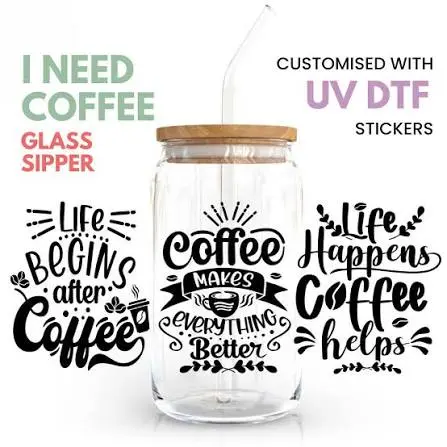 I NEED
COFFEE
GLASS
SIPPER
CUSTOMISED WITH
UV DTF
STICKERS
LIFE
BEGINS
after
Coffee
Coffee
MAKES
EVERYTHING
Better
Life
Happens
Coffee
helps